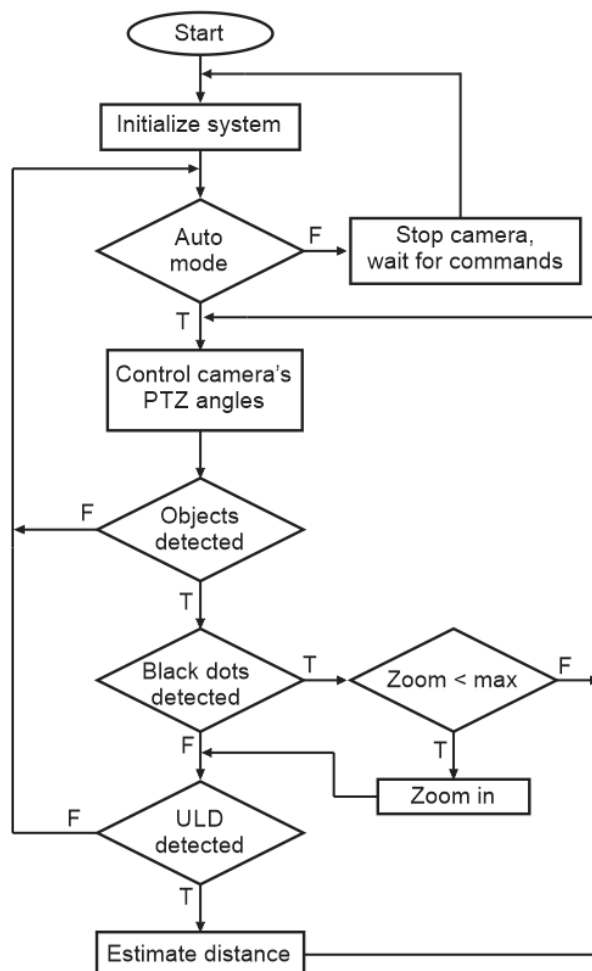 Start
Initialize system
Auto
mode
F
Stop camera,
wait for commands
T
Control camera's
PTZ angles
F
Objects
detected
T
Black dots
detected
T
Zoom < max
F
F
T
Zoom in
F
ULD
detected
T
Estimate distance